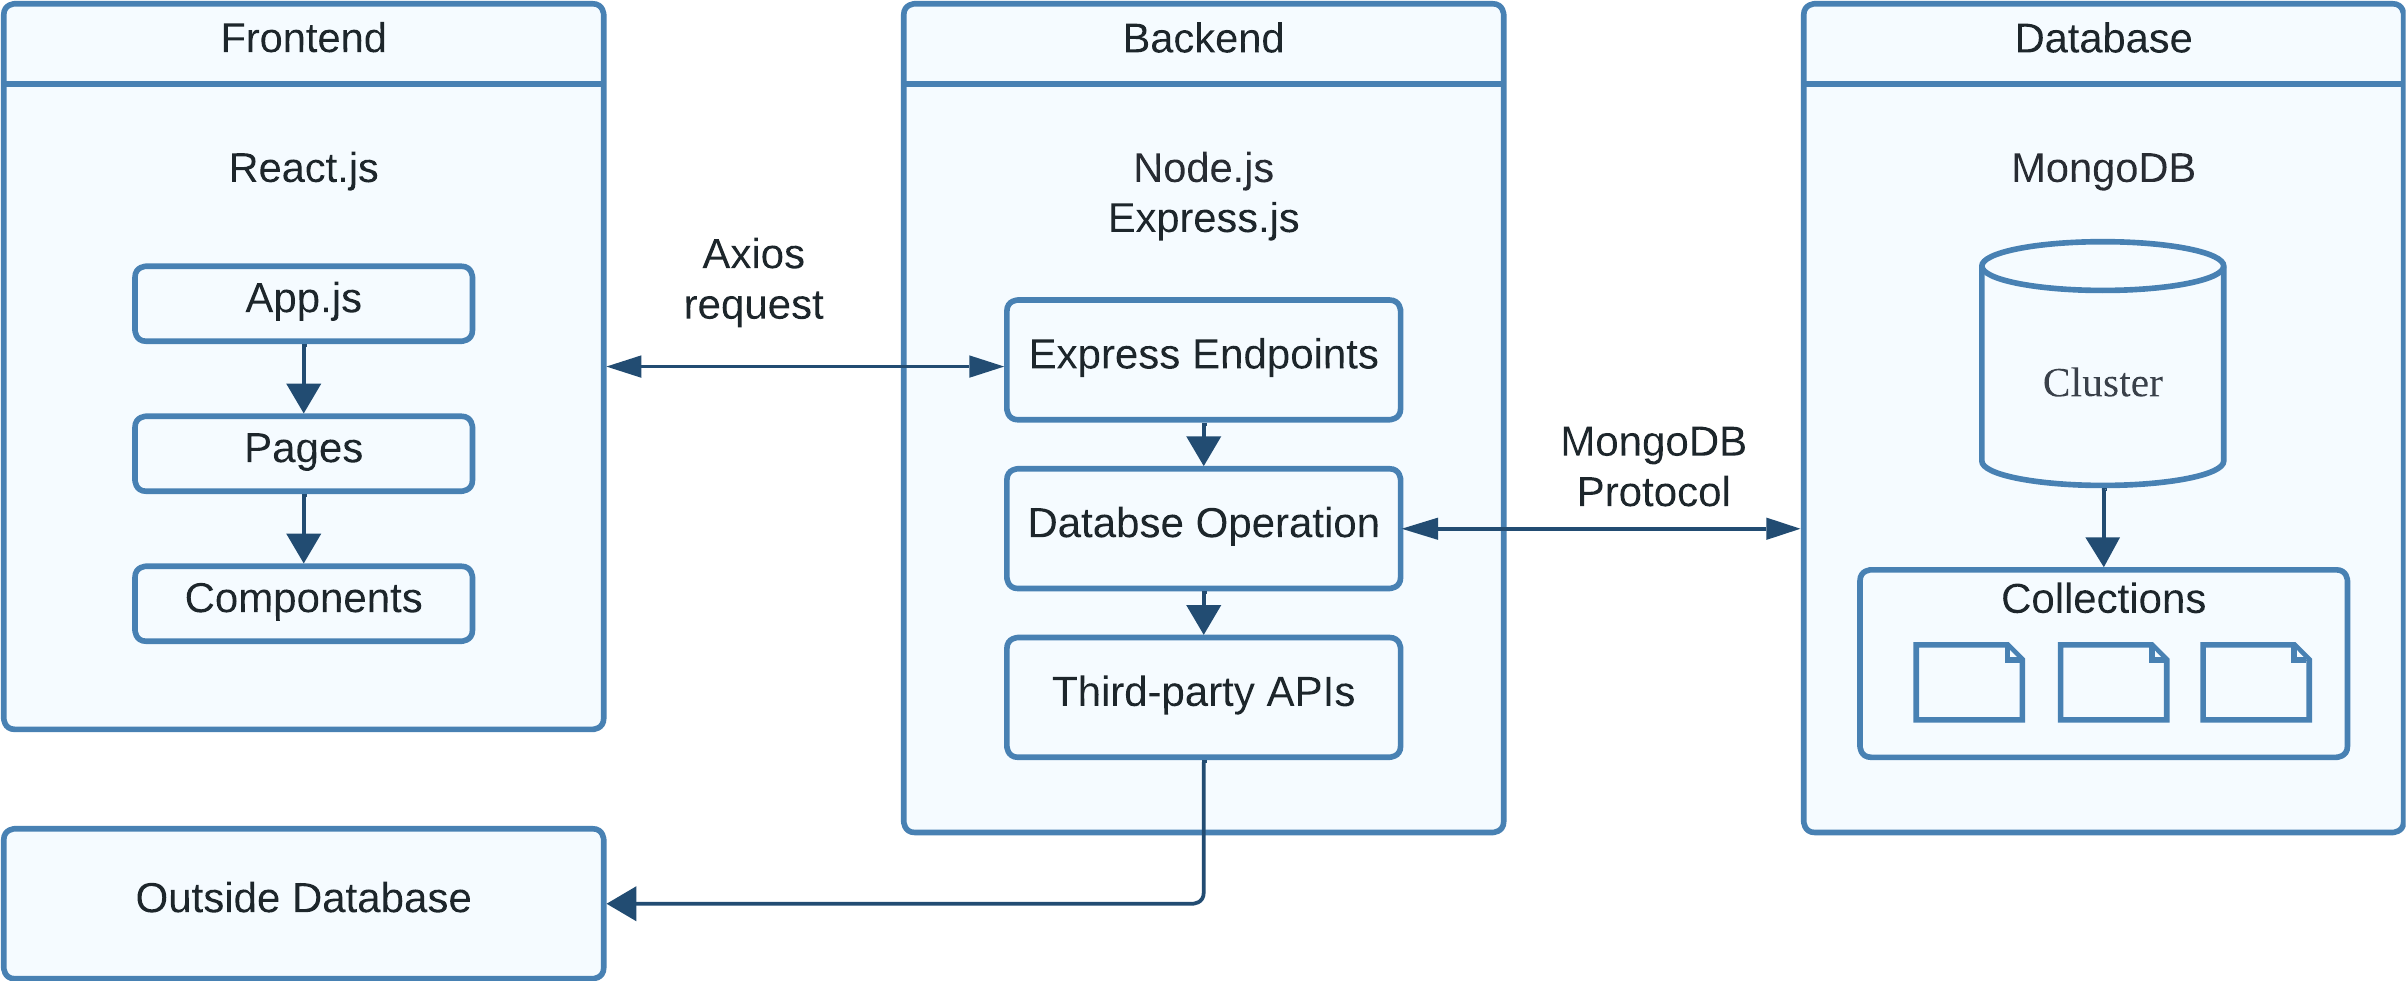 Frontend
React.js
App.js
Pages
Components
Axios
request
Backend
Node.js
Express.js
Express Endpoints
Databse Operation
Third-party APIs
MongoDB
Protocol
Database
MongoDB
Cluster
Collections
Outside Database